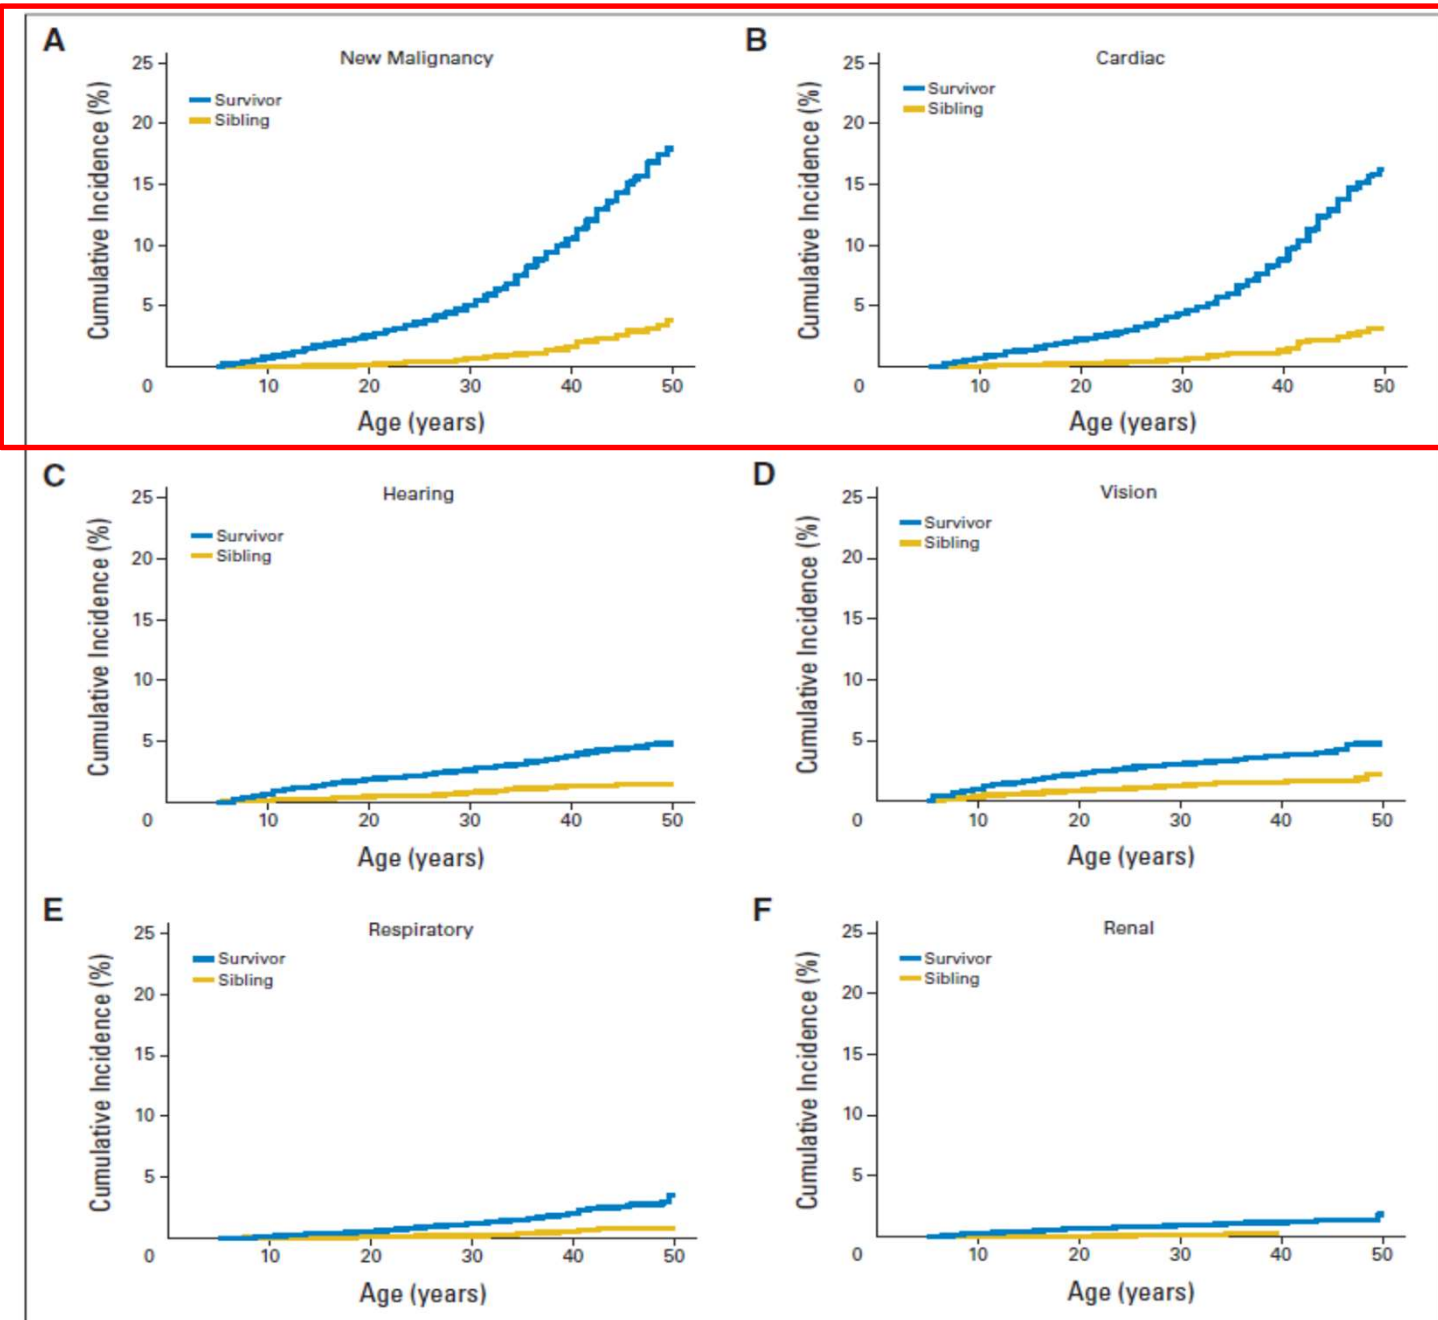 A
New Malignancy
Cumulative Incidence (%)
25
20
15
10
5
0
Survivor
Sibling
10 20 30 40 50
Age (years)
B
Cardiac
Cumulative Incidence (%)
25
20
15
10
5
0
Survivor
Sibling
10 20 30 40 50
Age (years)
C
Hearing
Cumulative Incidence (%)
25
20
15
10
5
0
Survivor
Sibling
10 20 30 40 50
Age (years)
D
Vision
Cumulative Incidence (%)
25
20
15
10
5
0
Survivor
Sibling
10 20 30 40 50
Age (years)
E
Respiratory
Cumulative Incidence (%)
25
20
15
10
5
0
Survivor
Sibling
10 20 30 40 50
Age (years)
F
Renal
Cumulative Incidence (%)
25
20
15
10
5
0
Survivor
Sibling
10 20 30 40 50
Age (years)